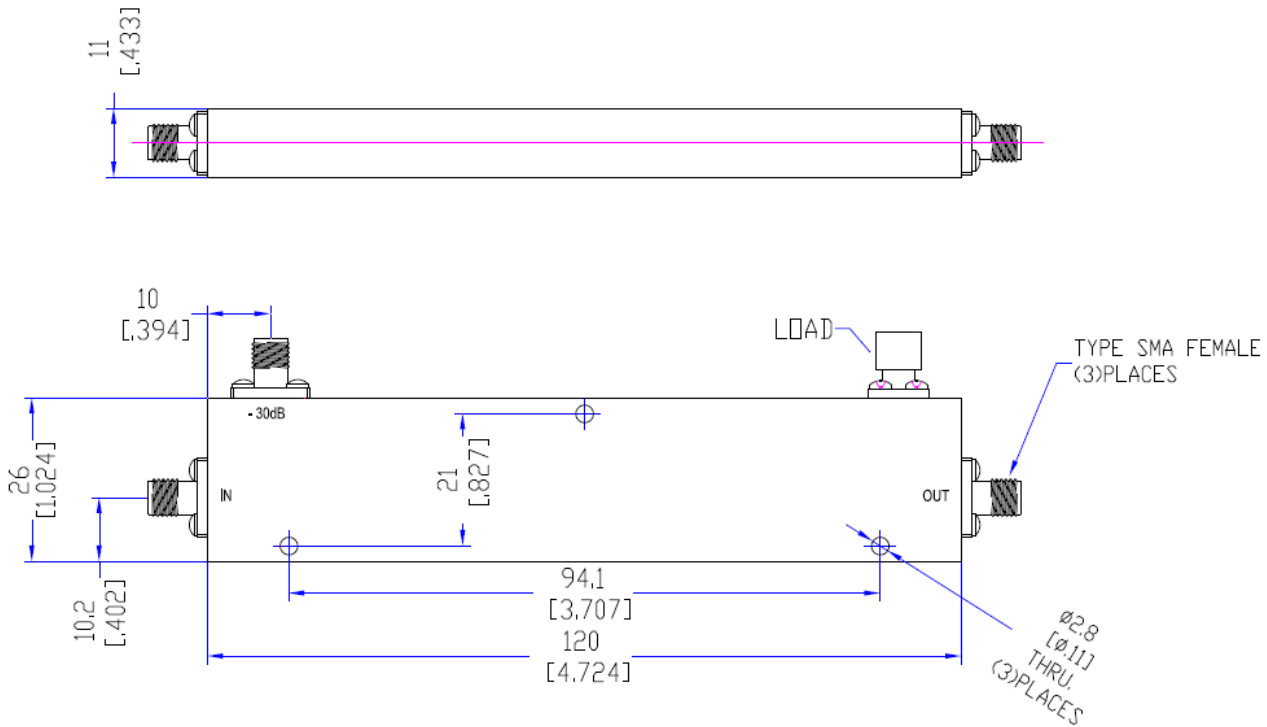 11
[.433]
10
[.394]
LOAD
TYPE SMA FEMALE
(3)PLACES
- 30dB
26
[1.024]
21
[.827]
IN
OUT
10.2
[.402]
94.1
[3.707]
120
[4.724]
ø2.8
[ø.11]
THRU.
(3)PLACES